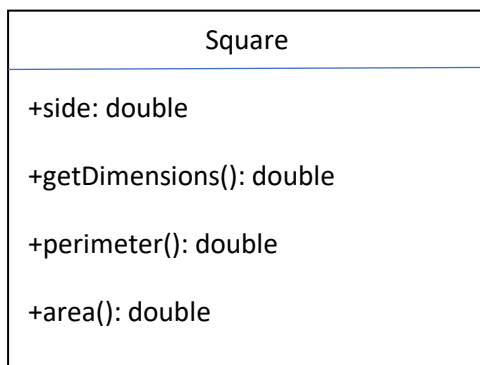 Square
+side: double
+getDimensions(): double
+perimeter(): double
+area(): double